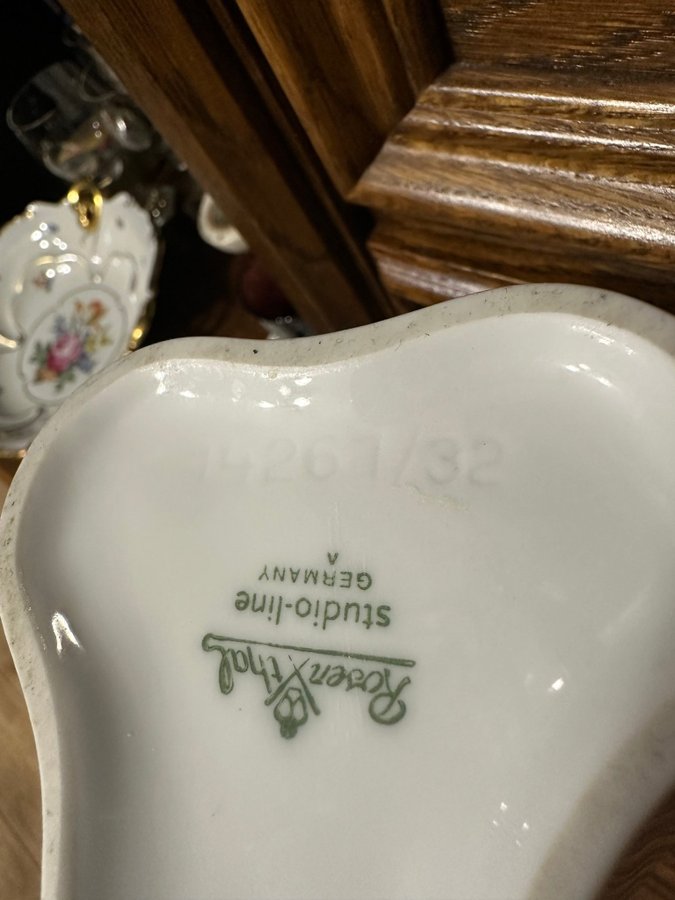 Rosenthal
studio-line
GERMANY
V